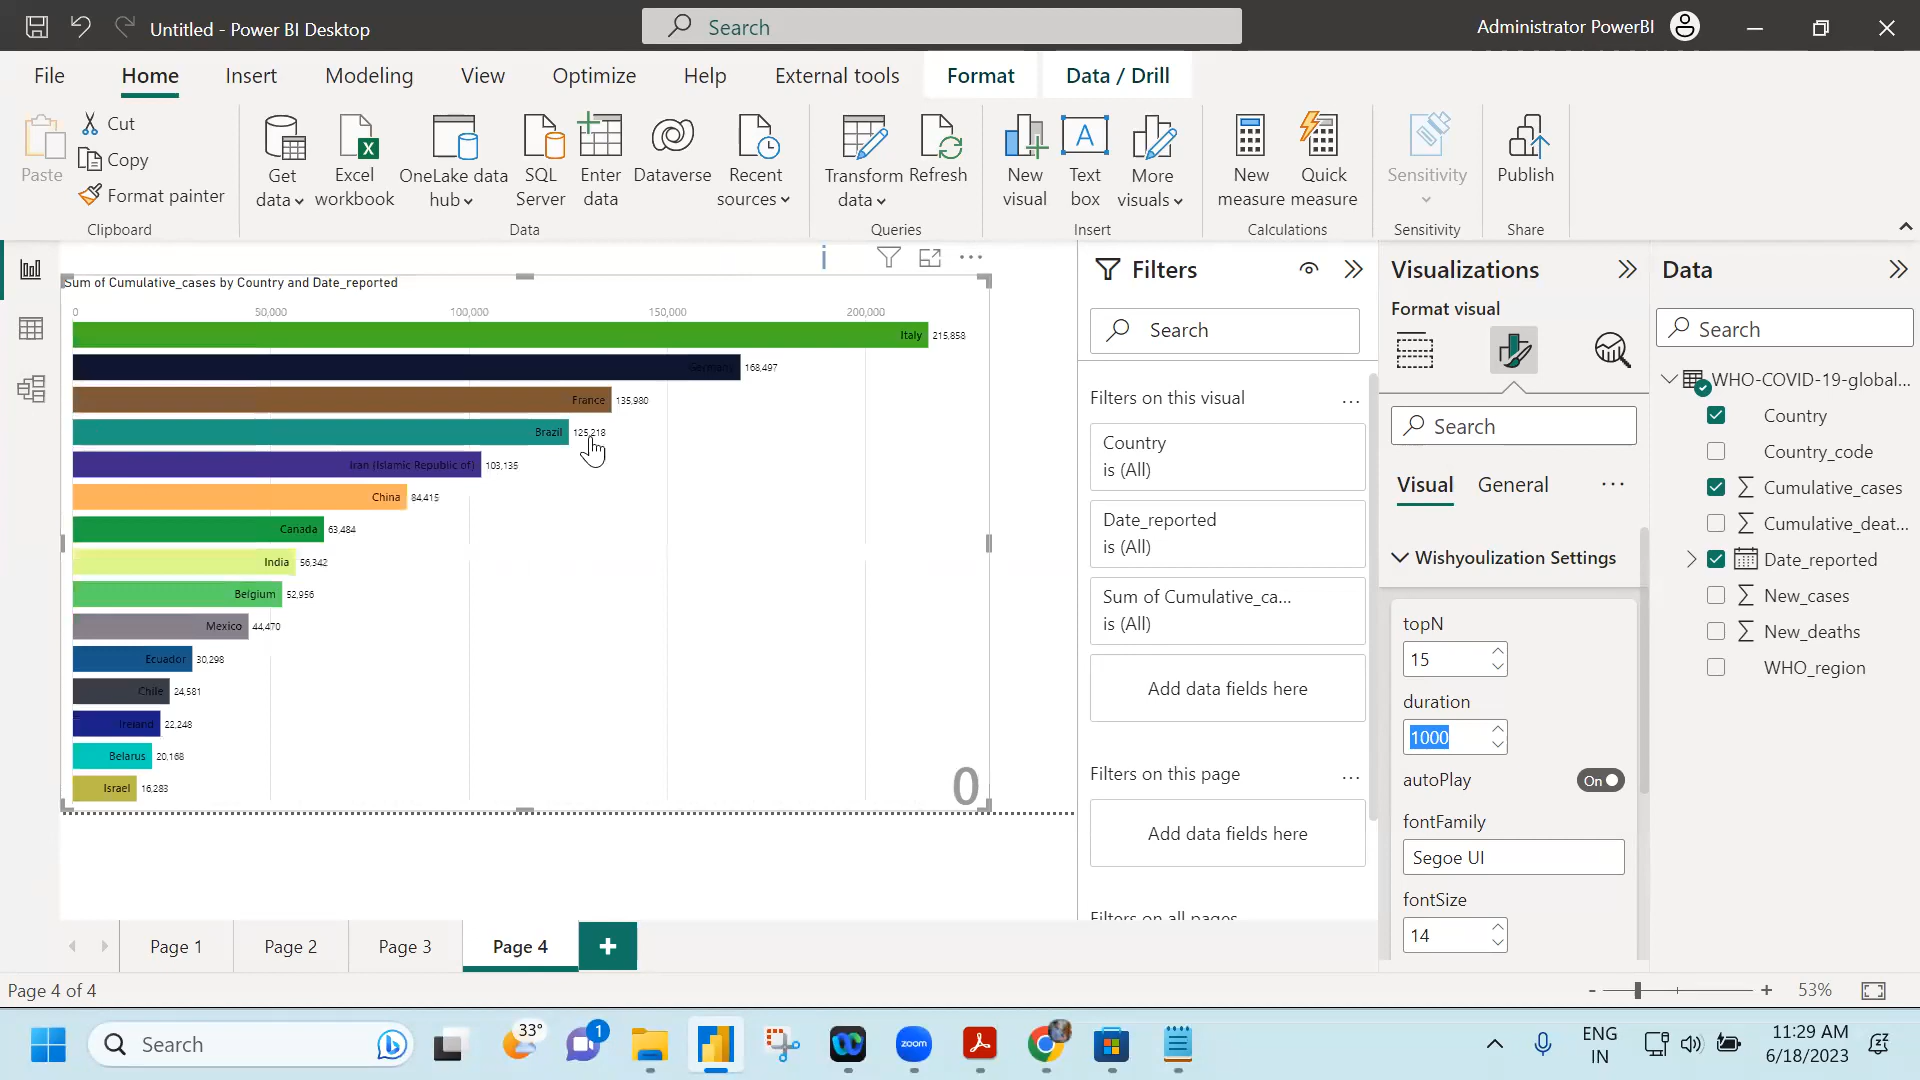 Untitled - Power BI Desktop
Search
Administrator PowerBI
File
Home
Insert
Modeling
View
Optimize
Help
External tools
Format
Data / Drill
Paste
Cut
Copy
Format painter
Clipboard
Get data
Excel workbook
OneLake data hub
SQL Server
Enter data
Dataverse
Recent sources
Data
Transform data
Refresh
Queries
New visual
Text box
More visuals
Insert
New measure
Quick measure
Calculations
Sensitivity
Sensitivity
Publish
Share
Sum of Cumulative_cases by Country and Date_reported
0 50,000 100,000 150,000 200,000
Italy 215,858
Germany 168,497
France 135,980
Brazil 125,218
Iran (Islamic Republic of) 103,135
China 84,415
Canada 63,484
India 56,342
Belgium 52,956
Mexico 44,470
Ecuador 30,298
Chile 24,581
Ireland 22,248
Belarus 20,168
Israel 16,283
0
Filters
Search
Filters on this visual
Country
is (All)
Date_reported
is (All)
Sum of Cumulative_ca...
is (All)
Add data fields here
Filters on this page
Add data fields here
Filters on all pages
Visualizations
Format visual
Search
Visual
General
Wishyoulization Settings
topN
15
duration
1000
autoPlay
On
fontFamily
Segoe UI
fontSize
14
Data
Search
WHO-COVID-19-global...
Country
Country_code
Cumulative_cases
Cumulative_deat...
Date_reported
New_cases
New_deaths
WHO_region
Page 1
Page 2
Page 3
Page 4
Page 4 of 4
- + 53%
Search
33°
1
zoom
ENG
IN
11:29 AM
6/18/2023